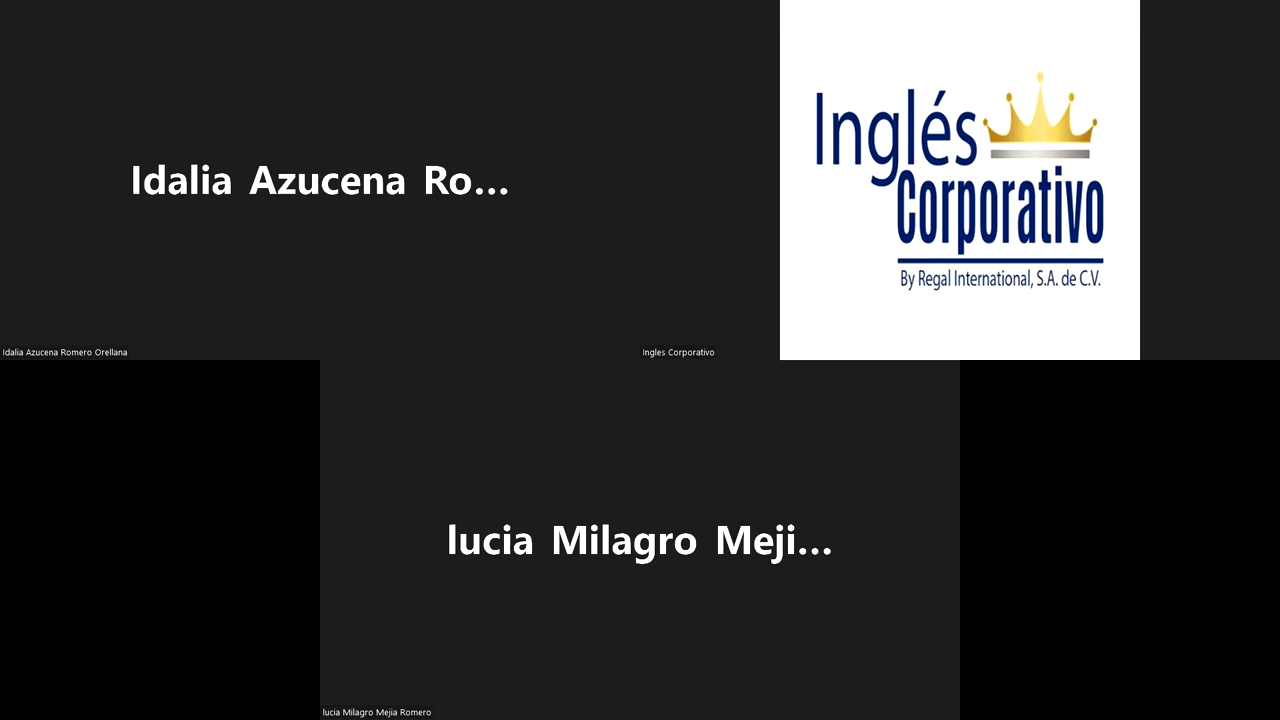 Idalia Azucena Ro...
Idalia Azucena Romero Orellana
Inglés
Corporativo
By Regal International, S.A. de C.V.
Ingles Corporativo
lucia Milagro Meji...
lucia Milagro Mejia Romero